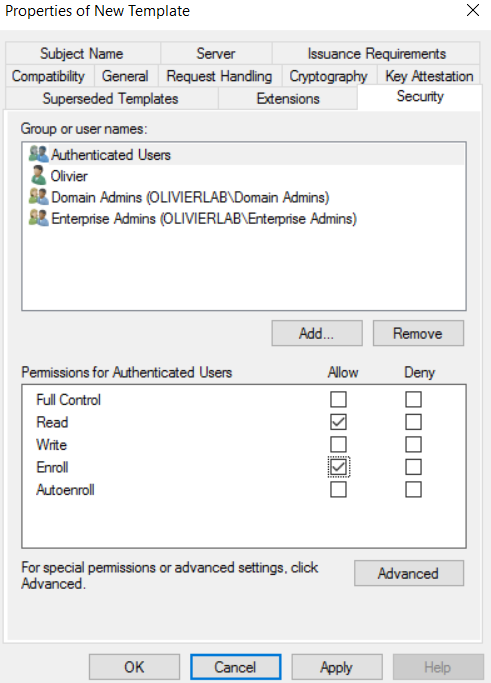 Properties of New Template
Subject Name Server Issuance Requirements
Compatibility General Request Handling Cryptography Key Attestation
Superseded Templates Extensions Security
Group or user names:
Authenticated Users
Olivier
Domain Admins (OLIVIERLAB\Domain Admins)
Enterprise Admins (OLIVIERLAB\Enterprise Admins)
Add... Remove
Permissions for Authenticated Users Allow Deny
Full Control
Read
Write
Enroll
Autoenroll
For special permissions or advanced settings, click
Advanced.
Advanced
OK Cancel Apply Help